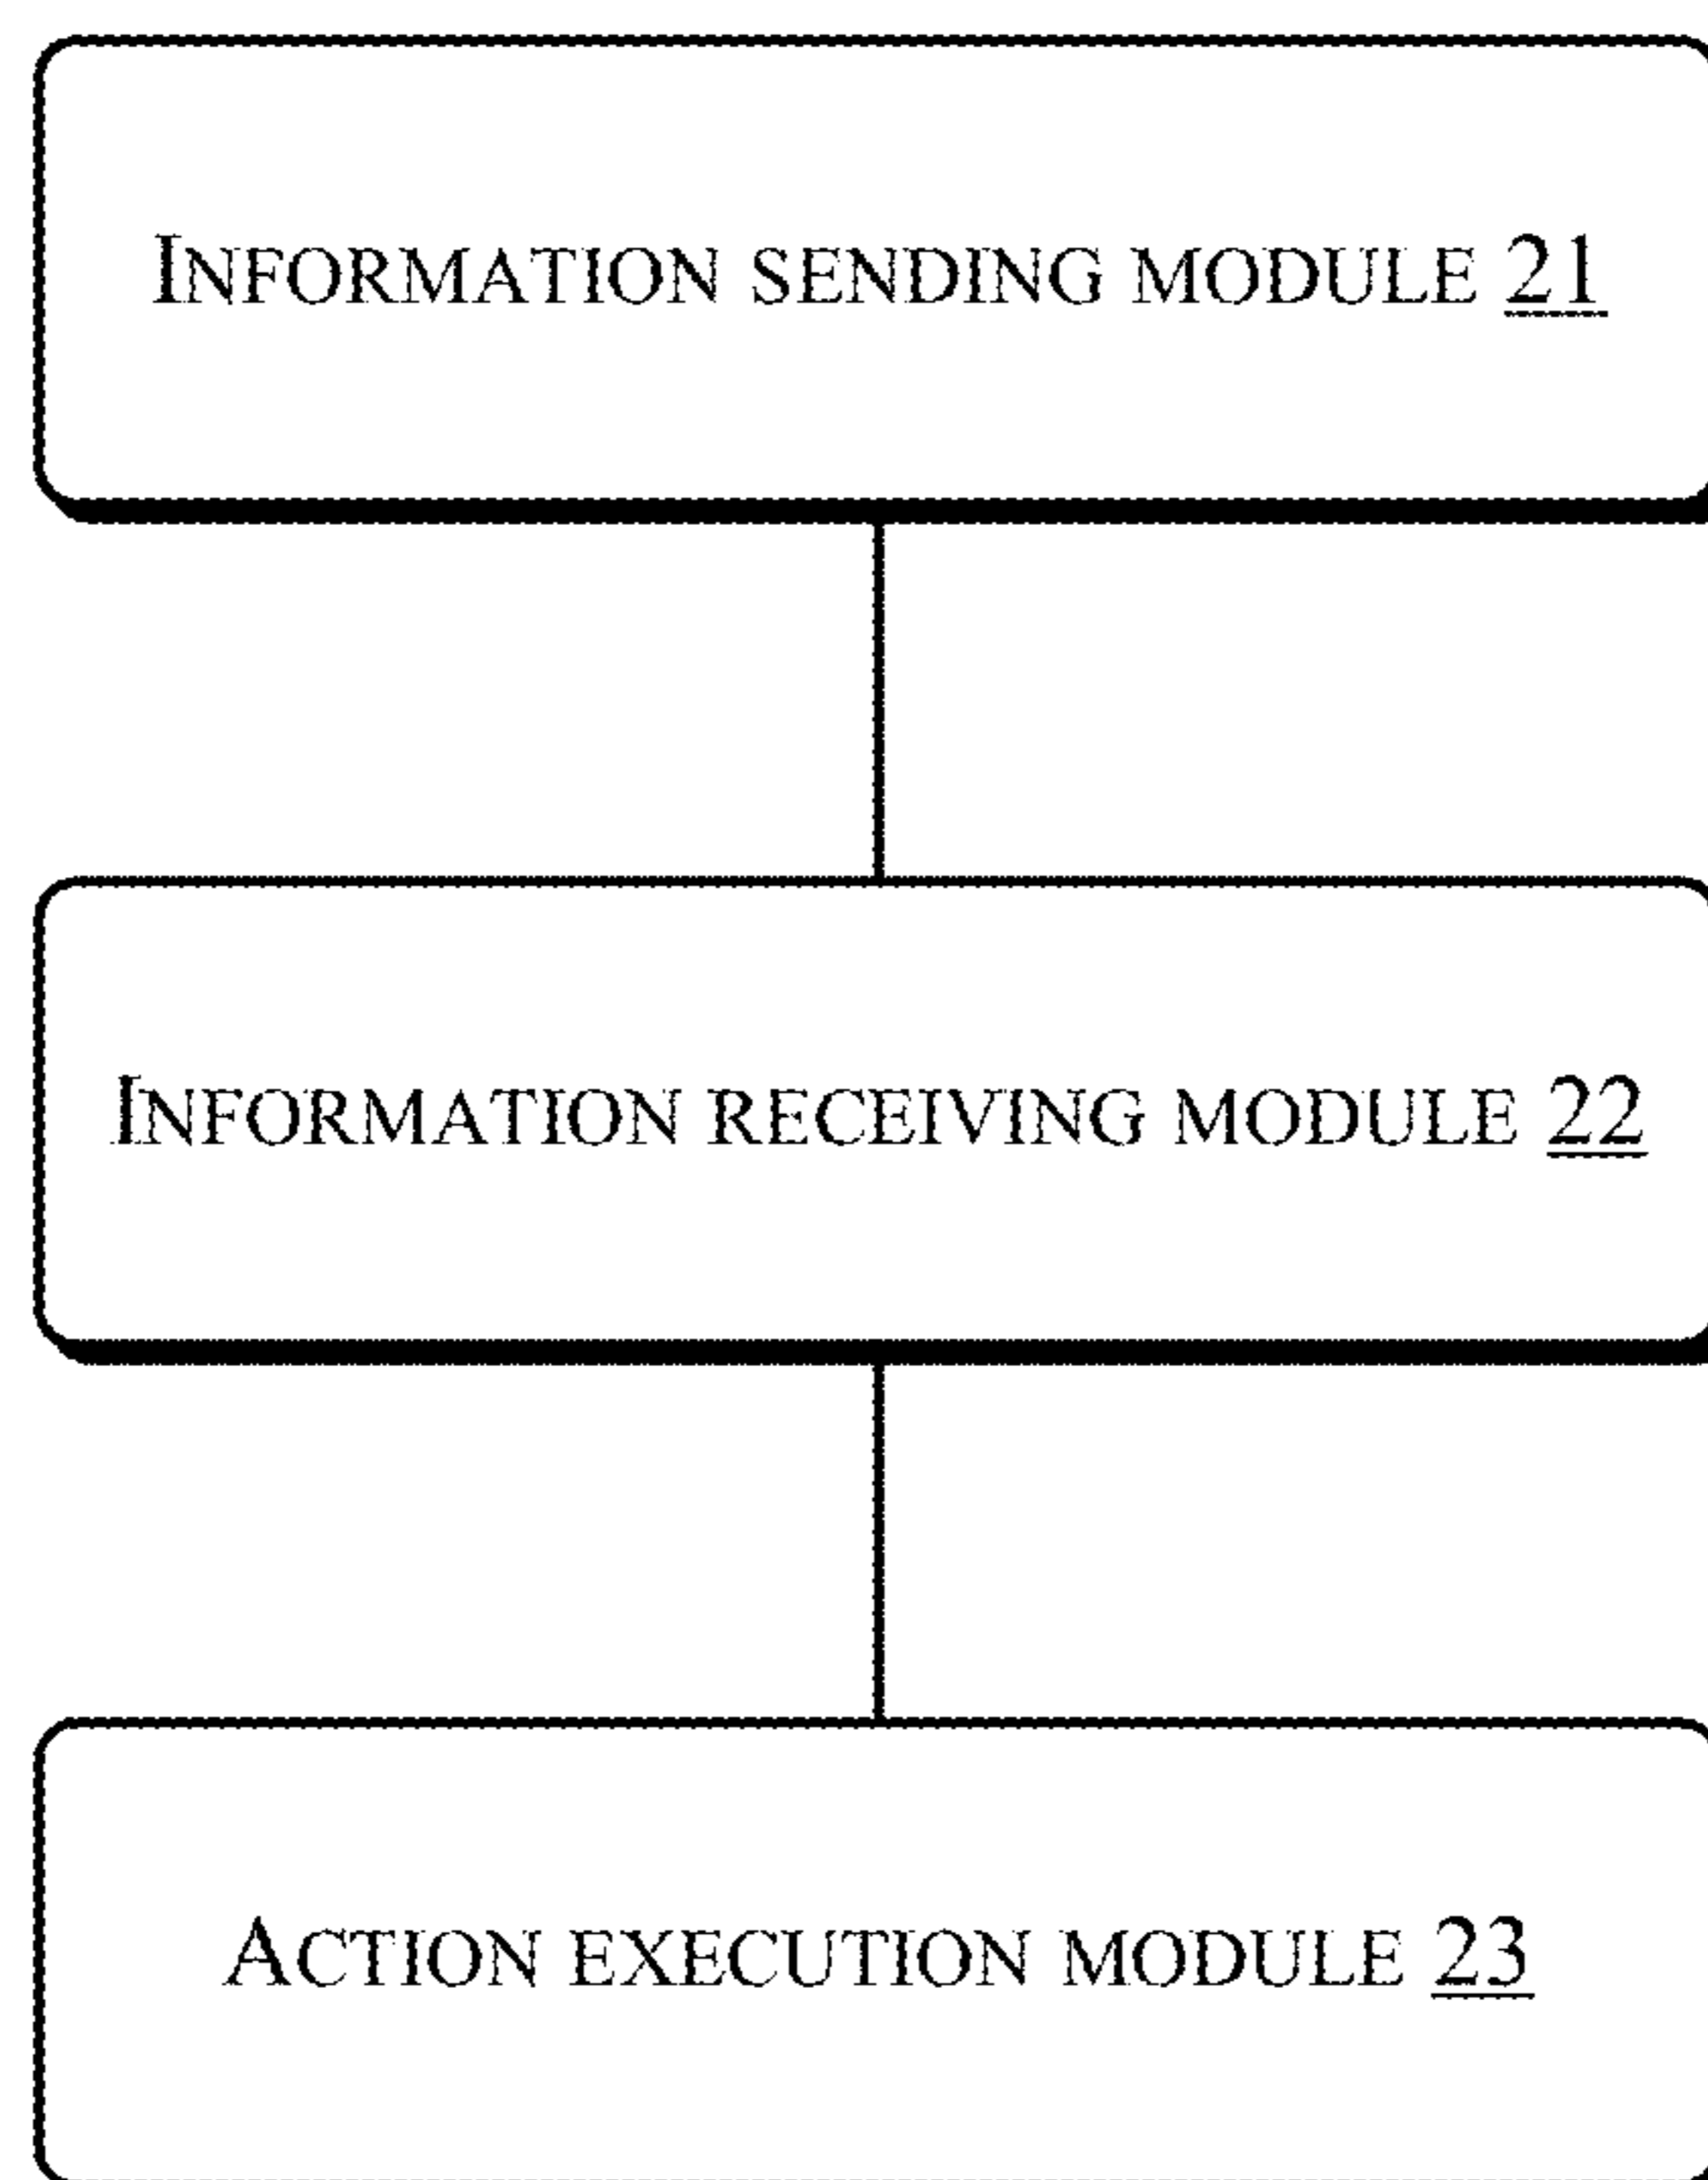 INFORMATION SENDING MODULE 21
INFORMATION RECEIVING MODULE 22
ACTION EXECUTION MODULE 23